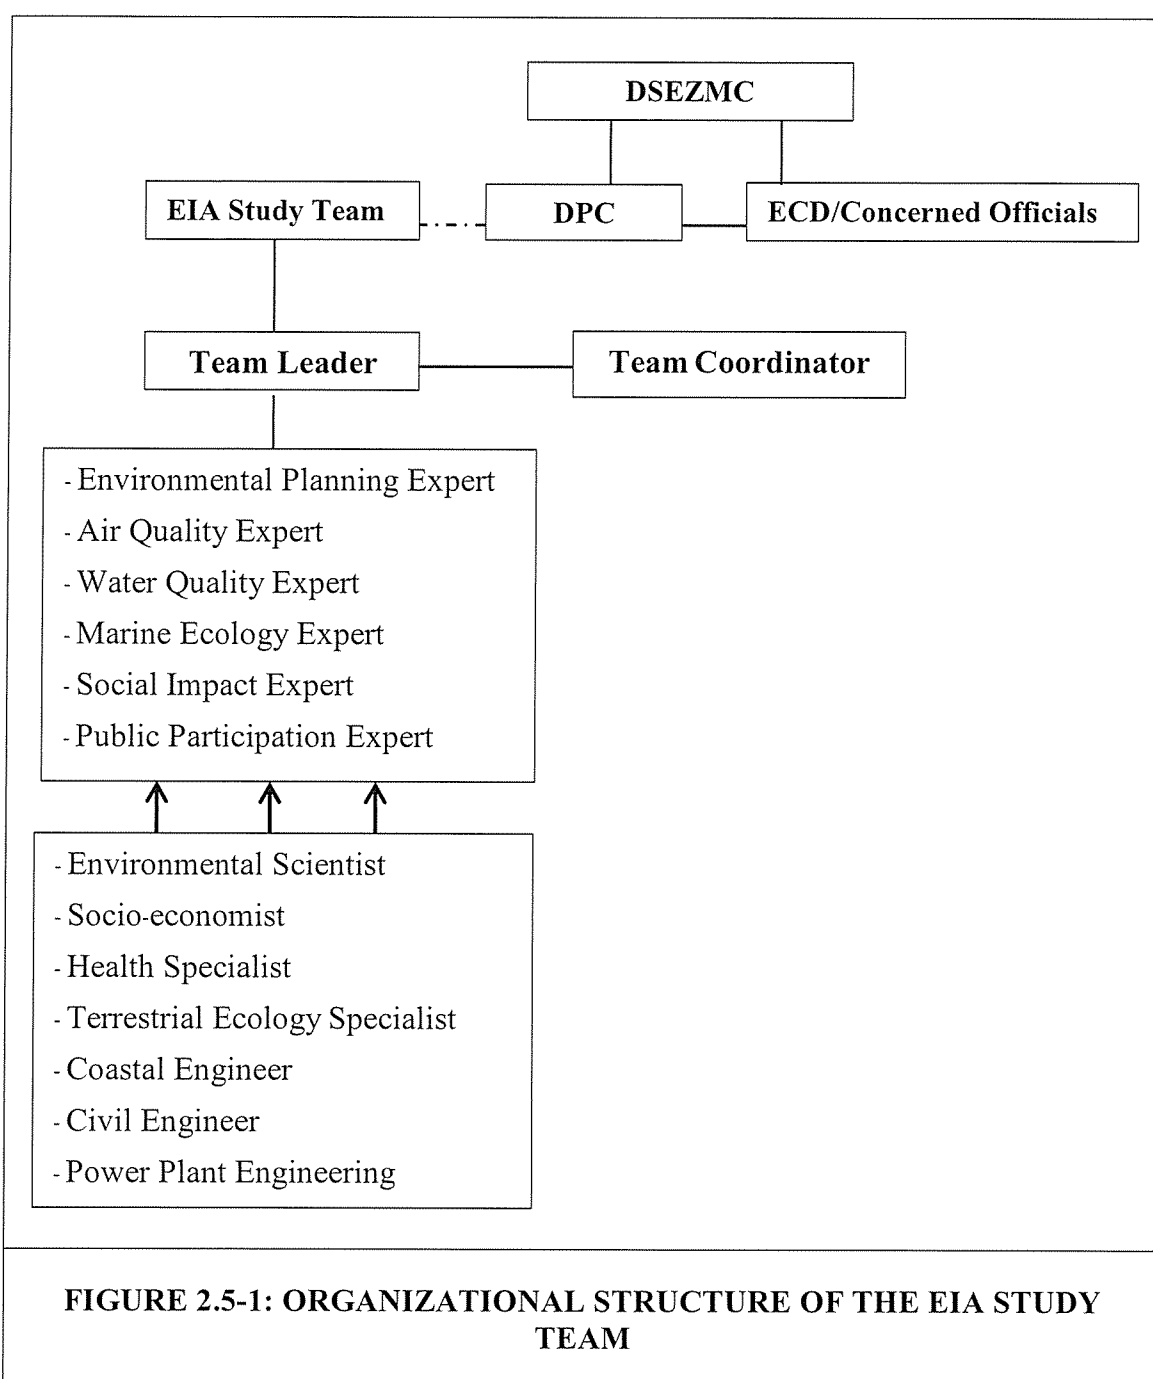 DSEZMC
EIA Study Team
DPC
ECD/Concerned Officials
Team Leader
Team Coordinator
- Environmental Planning Expert
- Air Quality Expert
- Water Quality Expert
- Marine Ecology Expert
- Social Impact Expert
- Public Participation Expert
- Environmental Scientist
- Socio-economist
- Health Specialist
- Terrestrial Ecology Specialist
- Coastal Engineer
- Civil Engineer
- Power Plant Engineering
FIGURE 2.5-1: ORGANIZATIONAL STRUCTURE OF THE EIA STUDY
TEAM